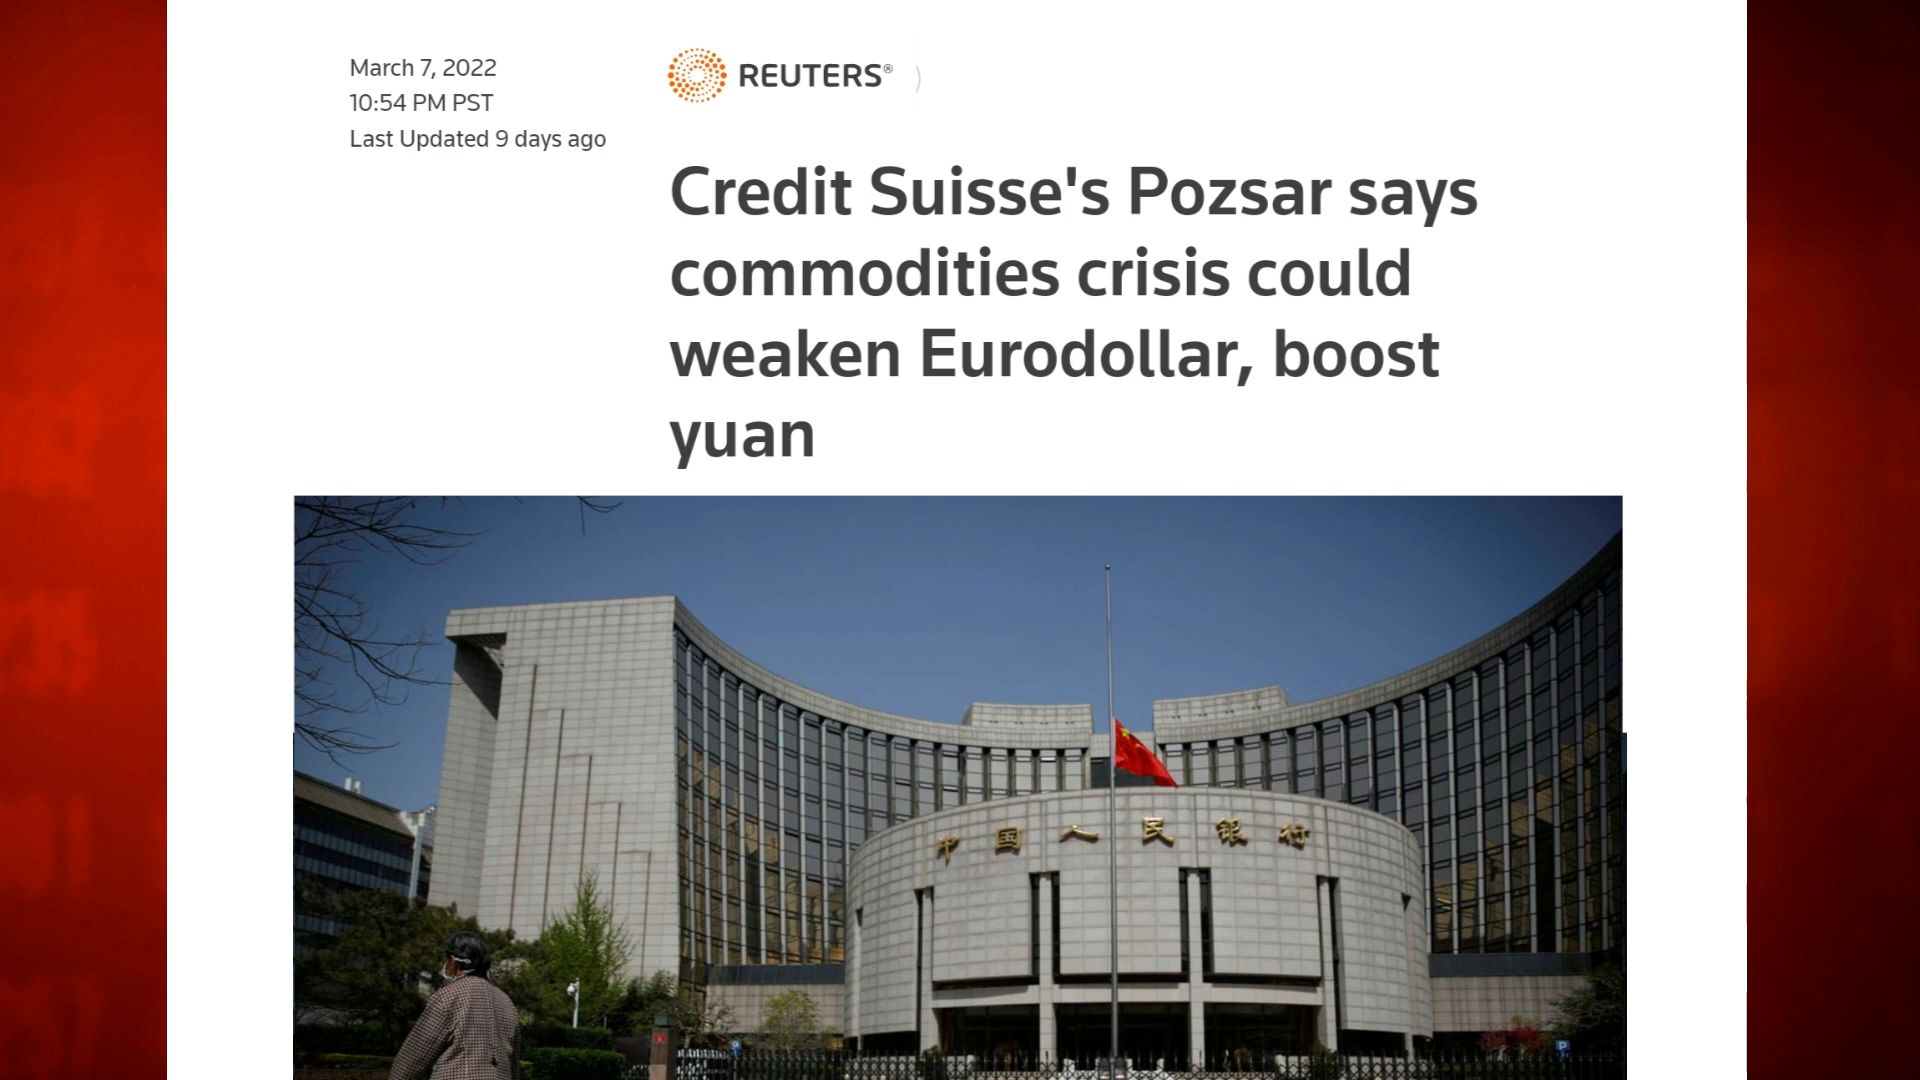 March 7, 2022
10:54 PM PST
Last Updated 9 days ago
REUTERS®
Credit Suisse's Pozsar says
commodities crisis could
weaken Eurodollar, boost
yuan
中国人民银行
P